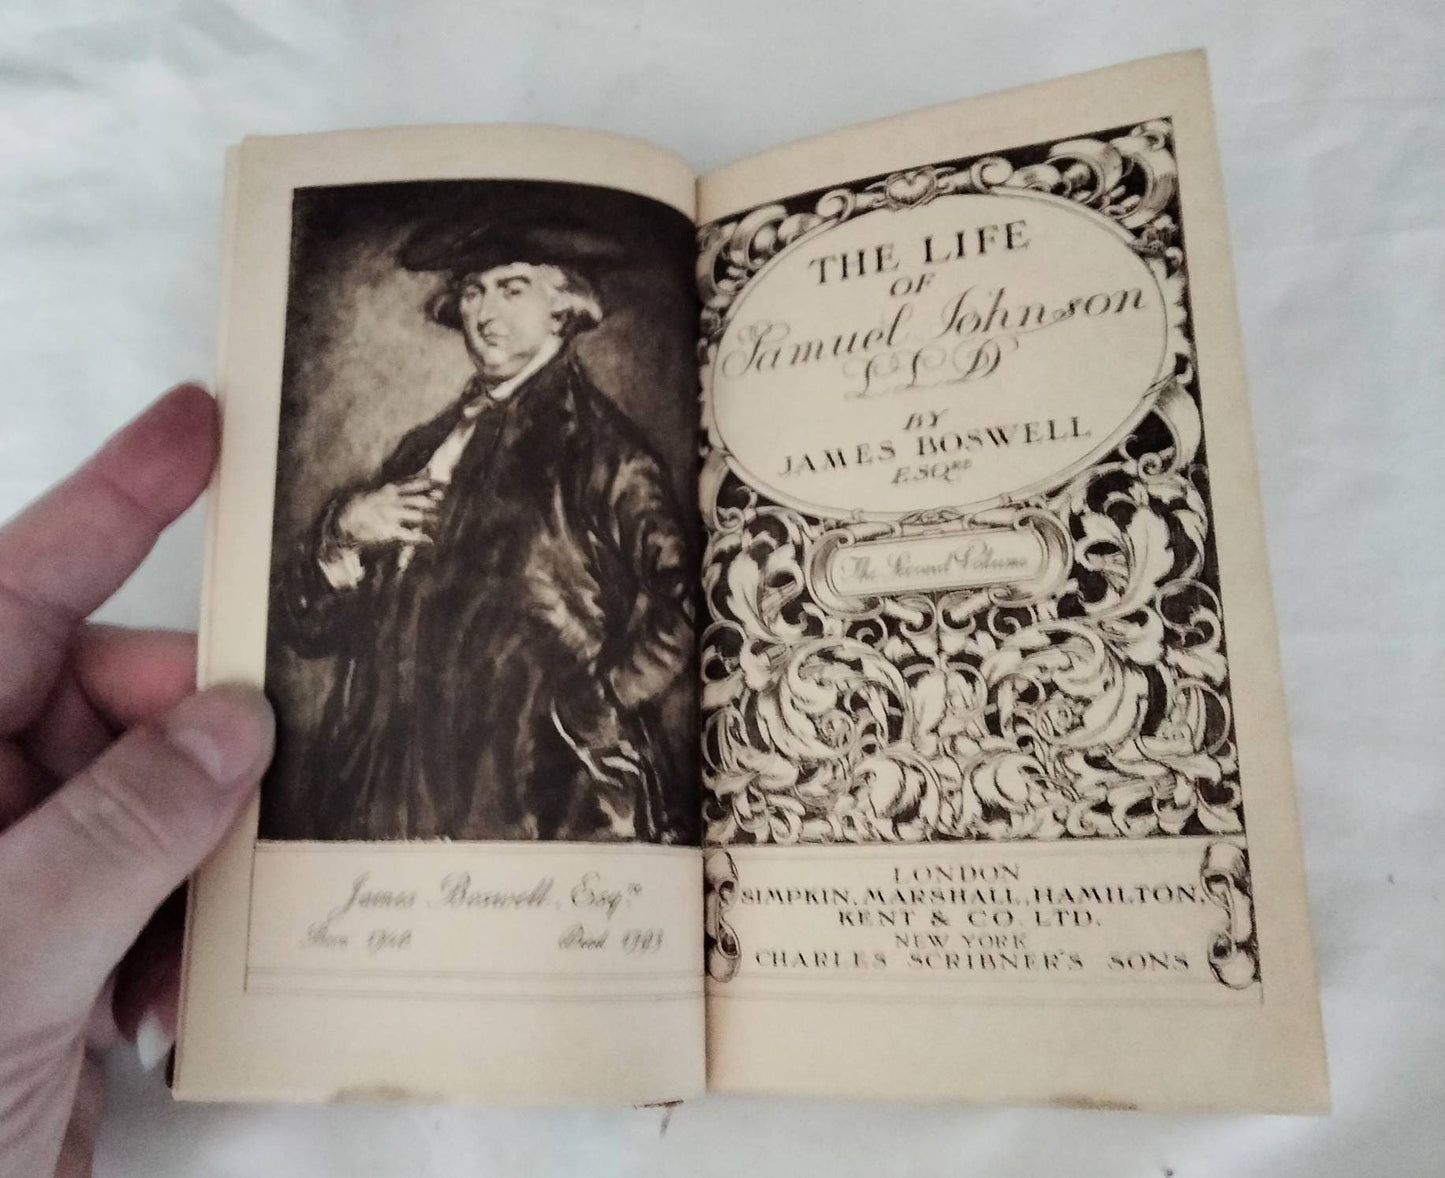 James Boswell, Esqre
Born 1740
Died 1795
THE LIFE
OF
Samuel Johnson
LLD
BY
JAMES BOSWELL
ESQRE
The Second Volume
LONDON
SIMPKIN, MARSHALL, HAMILTON,
KENT & CO. LTD.
NEW YORK
CHARLES SCRIBNER'S SONS